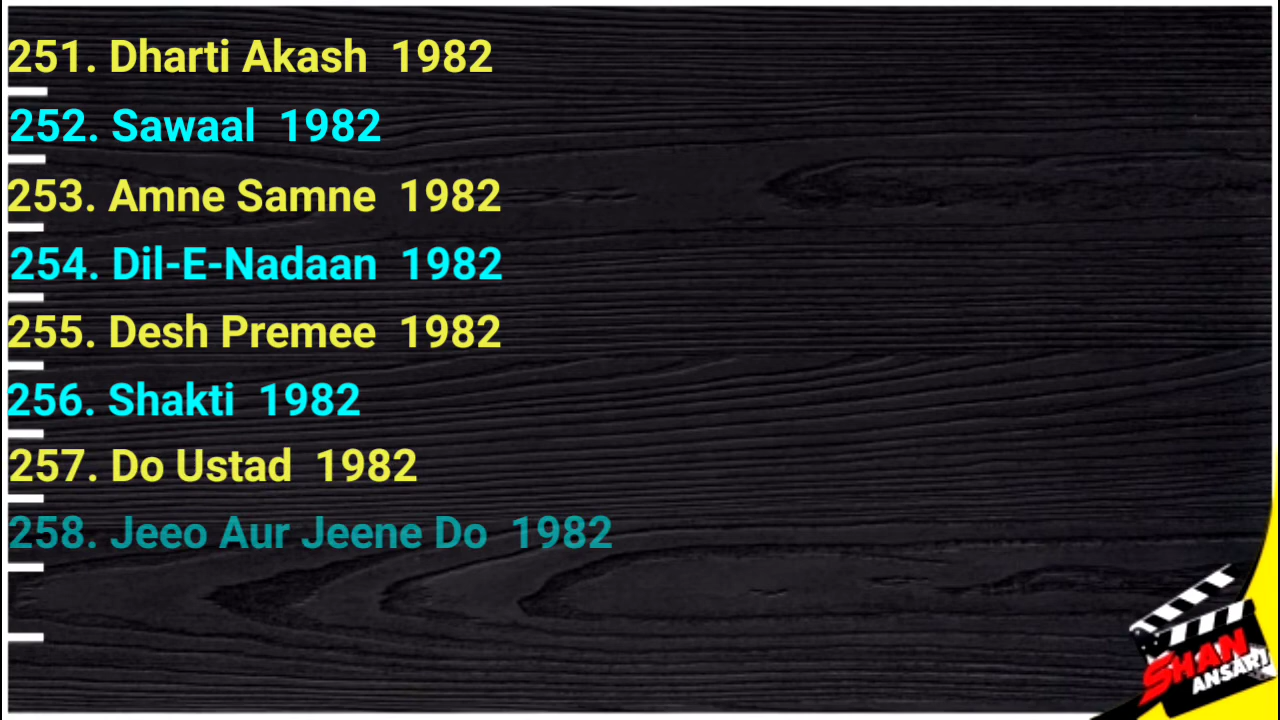 251. Dharti Akash 1982
252. Sawaal 1982
253. Amne Samne 1982
254. Dil-E-Nadaan 1982
255. Desh Premee 1982
256. Shakti 1982
257. Do Ustad 1982
258. Jeeo Aur Jeene Do 1982
SHAN
ANSARI